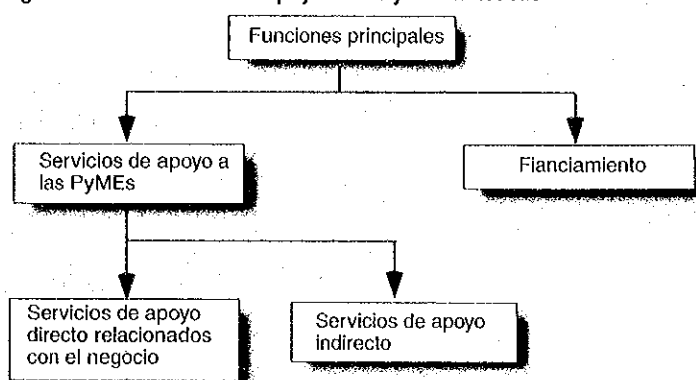 Funciones principales
Servicios de apoyo a
las PyMEs
Fianciamiento
Servicios de apoyo
directo relacionados
con el negocio
Servicios de apoyo
indirecto